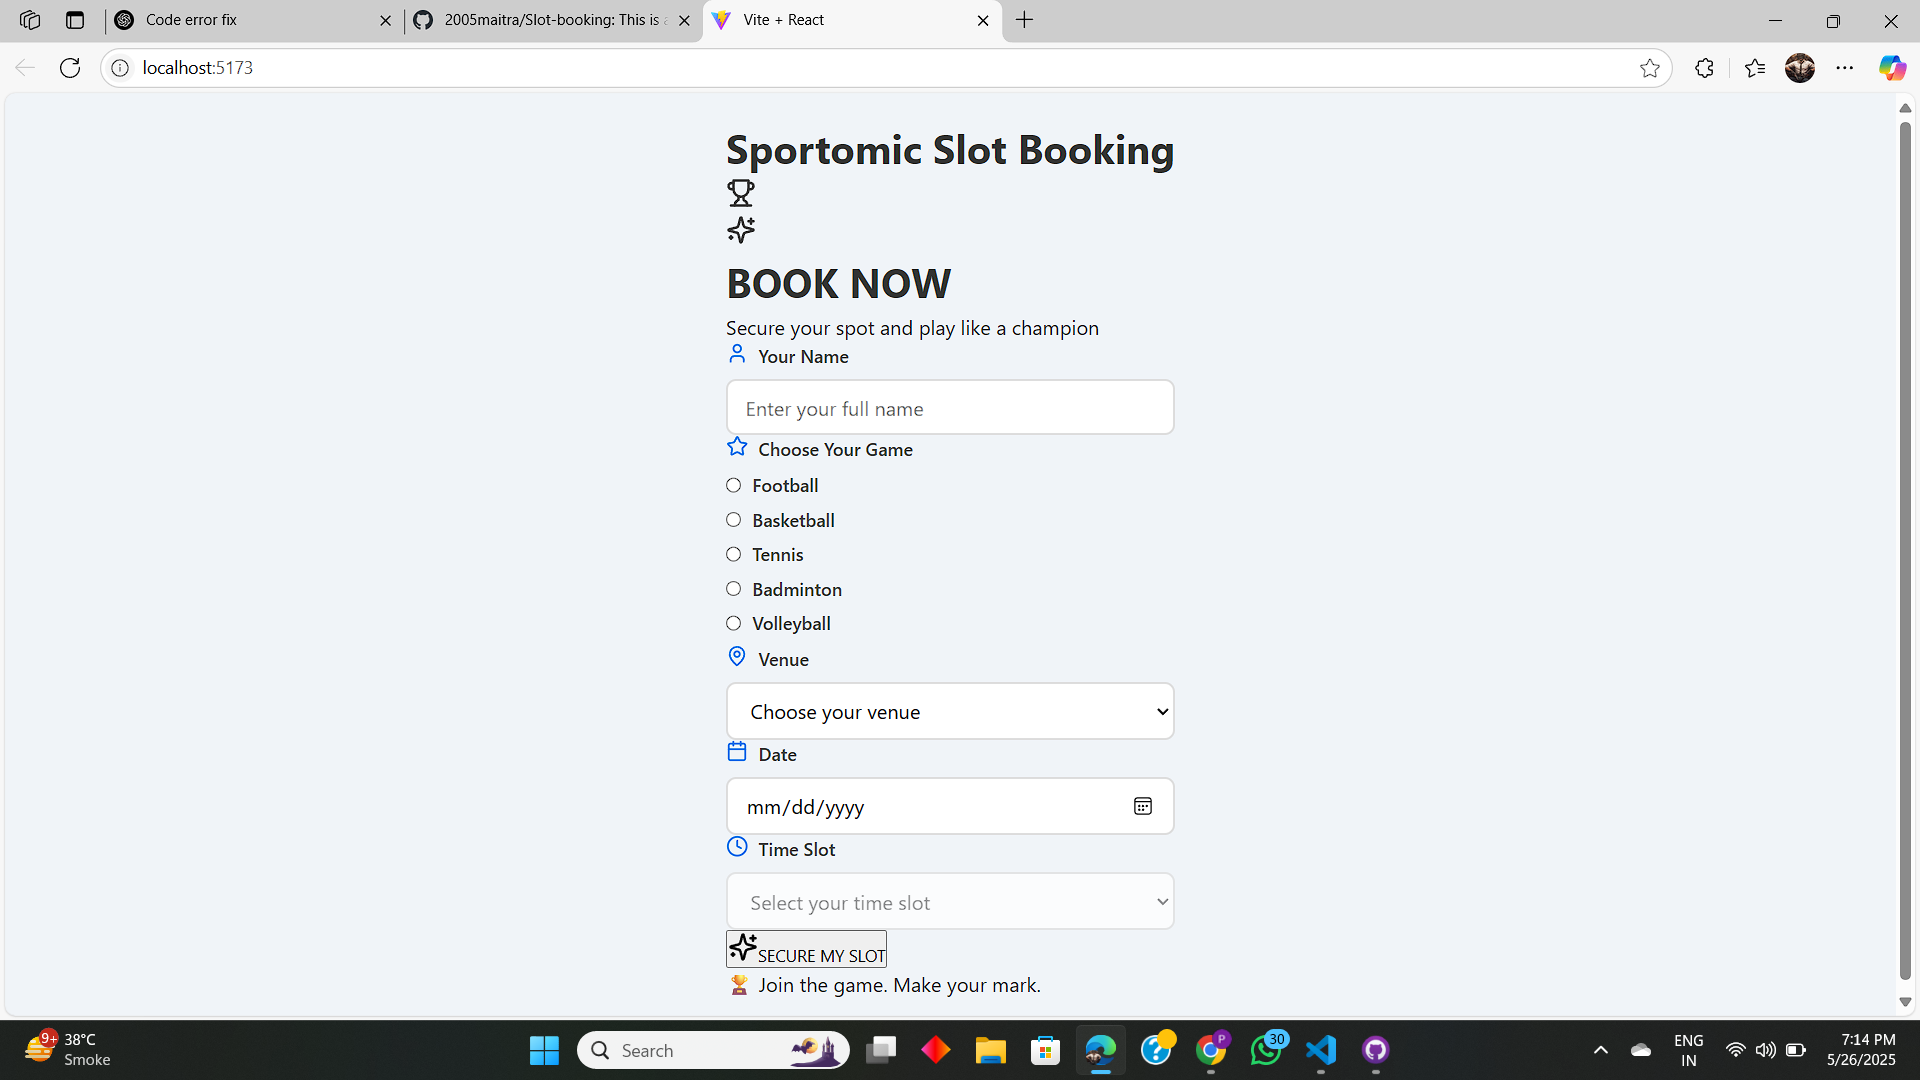 Code error fix
2005maitra/Slot-booking: This is a
Vite + React
localhost:5173
Sportomic Slot Booking
BOOK NOW
Secure your spot and play like a champion
Your Name
Enter your full name
Choose Your Game
Football
Basketball
Tennis
Badminton
Volleyball
Venue
Choose your venue
Date
mm/dd/yyyy
Time Slot
Select your time slot
SECURE MY SLOT
🏆 Join the game. Make your mark.
9+
38°C
Smoke
Search
P
30
ENG
IN
7:14 PM
5/26/2025